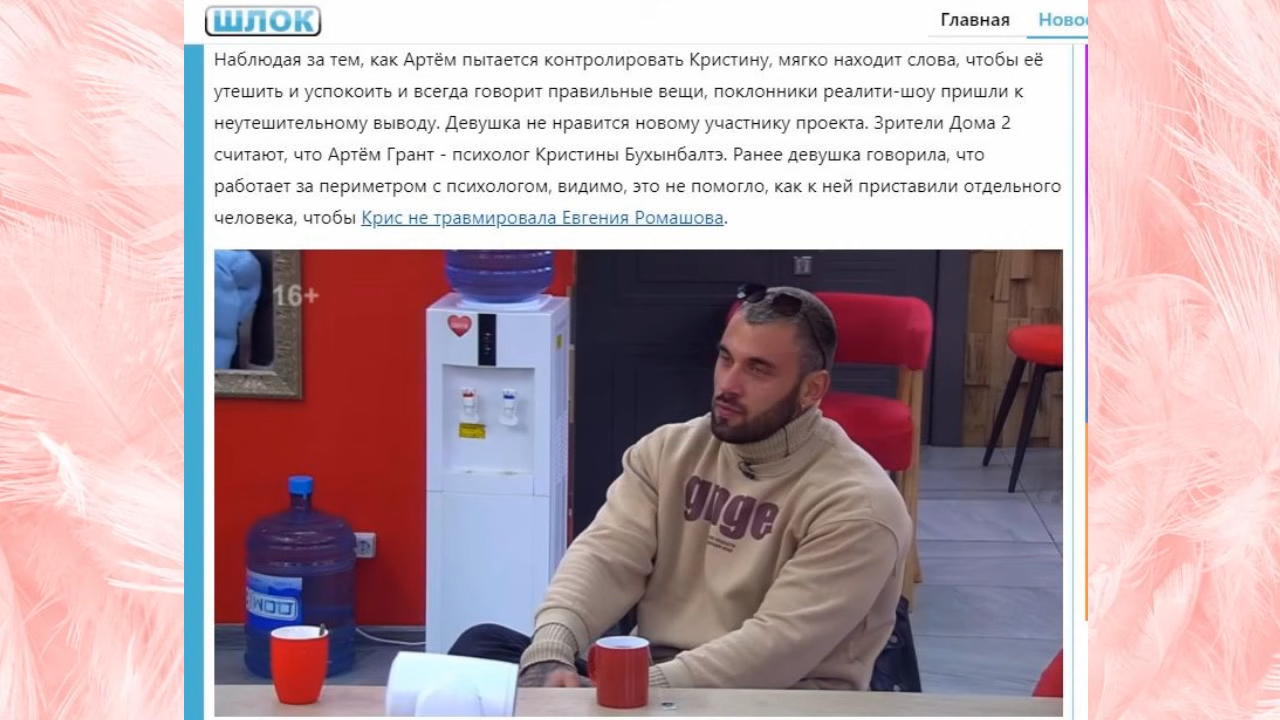 ШЛОК
Главная
Ново
Наблюдая за тем, как Артём пытается контролировать Кристину, мягко находит слова, чтобы её
утешить и успокоить и всегда говорит правильные вещи, поклонники реалити-шоу пришли к
неутешительному выводу. Девушка не нравится новому участнику проекта. Зрители Дома 2
считают, что Артём Грант - психолог Кристины Бухынбалтэ. Ранее девушка говорила, что
работает за периметром с психологом, видимо, это не помогло, как к ней приставили отдельного
человека, чтобы Крис не травмировала Евгения Ромашова.
16+